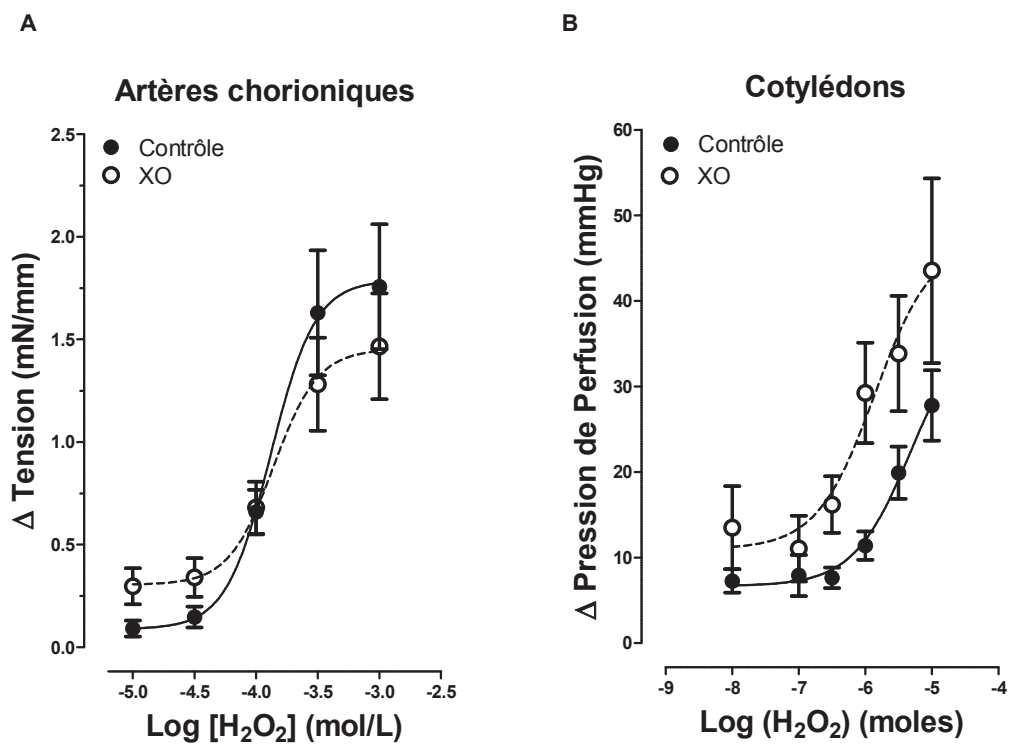 A
Artères chorioniques
Contrôle
XO
Δ Tension (mN/mm)
2.5
2.0
1.5
1.0
0.5
0.0
-5.0 -4.5 -4.0 -3.5 -3.0 -2.5
Log [H₂O₂] (mol/L)
B
Cotylédons
Contrôle
XO
Δ Pression de Perfusion (mmHg)
60
50
40
30
20
10
0
-9 -8 -7 -6 -5 -4
Log (H₂O₂) (moles)